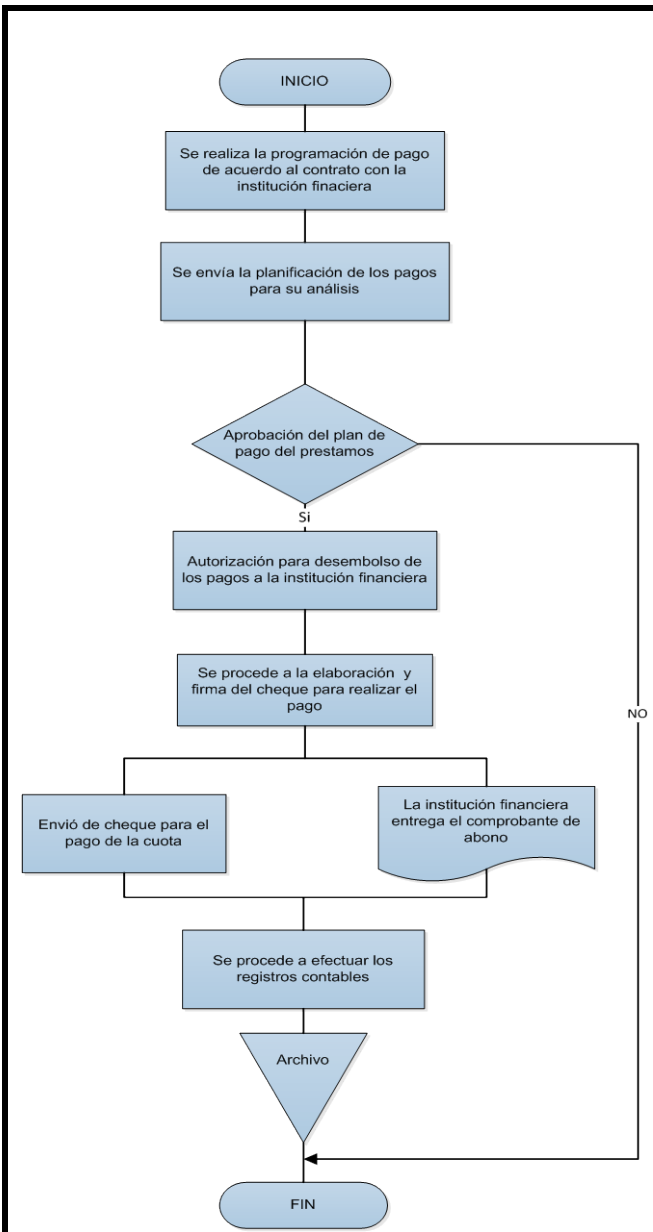 INICIO
Se realiza la programación de pago
de acuerdo al contrato con la
institución finaciera
Se envía la planificación de los pagos
para su análisis
Aprobación del plan de
pago del prestamos
Si
Autorización para desembolso de
los pagos a la institución financiera
Se procede a la elaboración y
firma del cheque para realizar el
pago
NO
Envió de cheque para el
pago de la cuota
La institución financiera
entrega el comprobante de
abono
Se procede a efectuar los
registros contables
Archivo
FIN